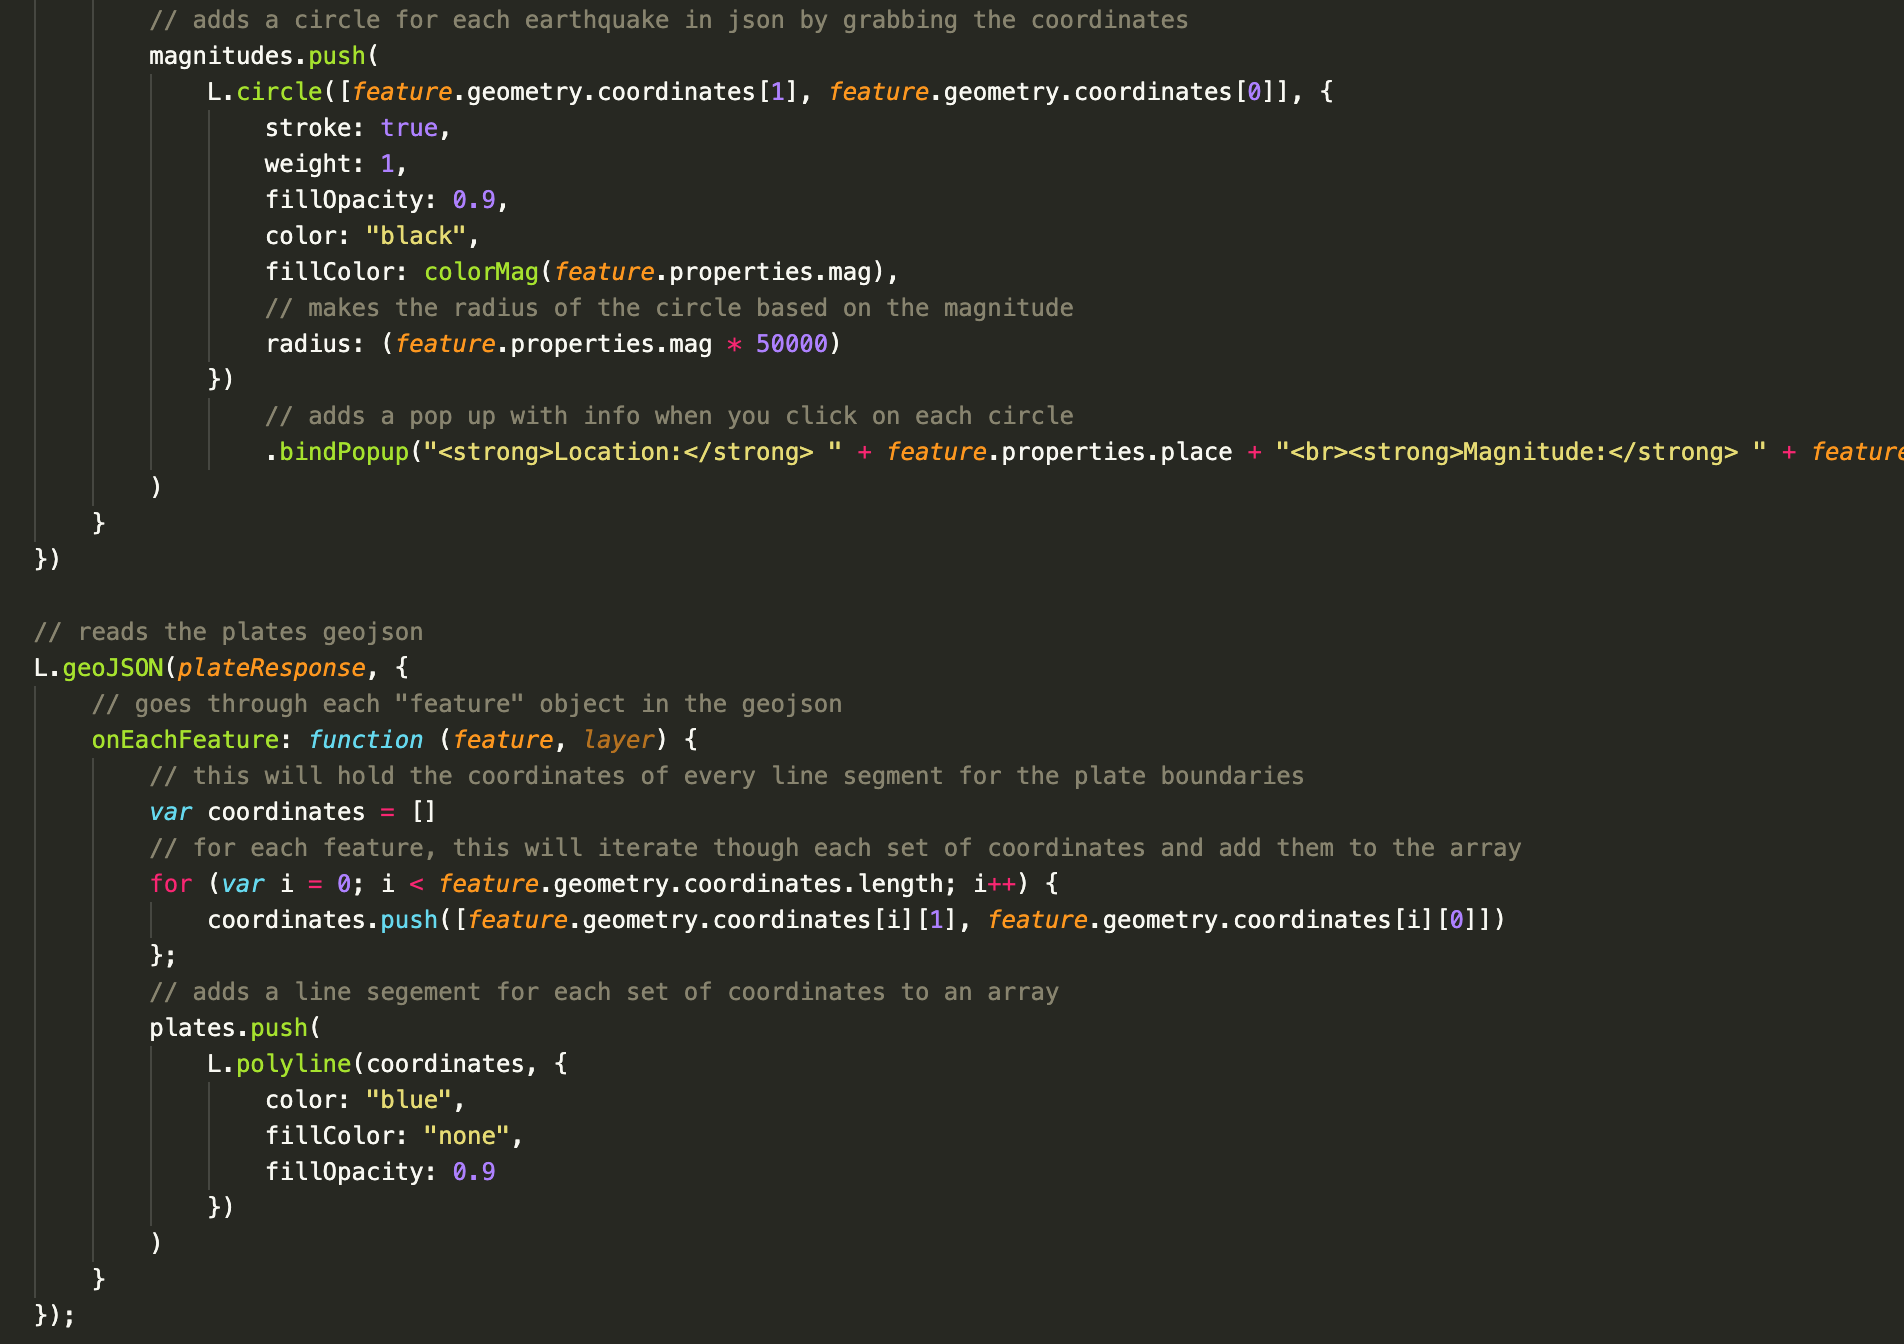 // adds a circle for each earthquake in json by grabbing the coordinates
magnitudes.push(
L.circle([feature.geometry.coordinates[1], feature.geometry.coordinates[0]], {
stroke: true,
weight: 1,
fillOpacity: 0.9,
color: "black",
fillColor: colorMag(feature.properties.mag),
// makes the radius of the circle based on the magnitude
radius: (feature.properties.mag * 50000)
})
// adds a pop up with info when you click on each circle
.bindPopup("<strong>Location:</strong> " + feature.properties.place + "<br><strong>Magnitude:</strong> " + feature
)
}
})
// reads the plates geojson
L.geoJSON(plateResponse, {
// goes through each "feature" object in the geojson
onEachFeature: function (feature, layer) {
// this will hold the coordinates of every line segment for the plate boundaries
var coordinates = []
// for each feature, this will iterate though each set of coordinates and add them to the array
for (var i = 0; i < feature.geometry.coordinates.length; i++) {
coordinates.push([feature.geometry.coordinates[i][1], feature.geometry.coordinates[i][0]])
};
// adds a line segement for each set of coordinates to an array
plates.push(
L.polyline(coordinates, {
color: "blue",
fillColor: "none",
fillOpacity: 0.9
})
)
}
});